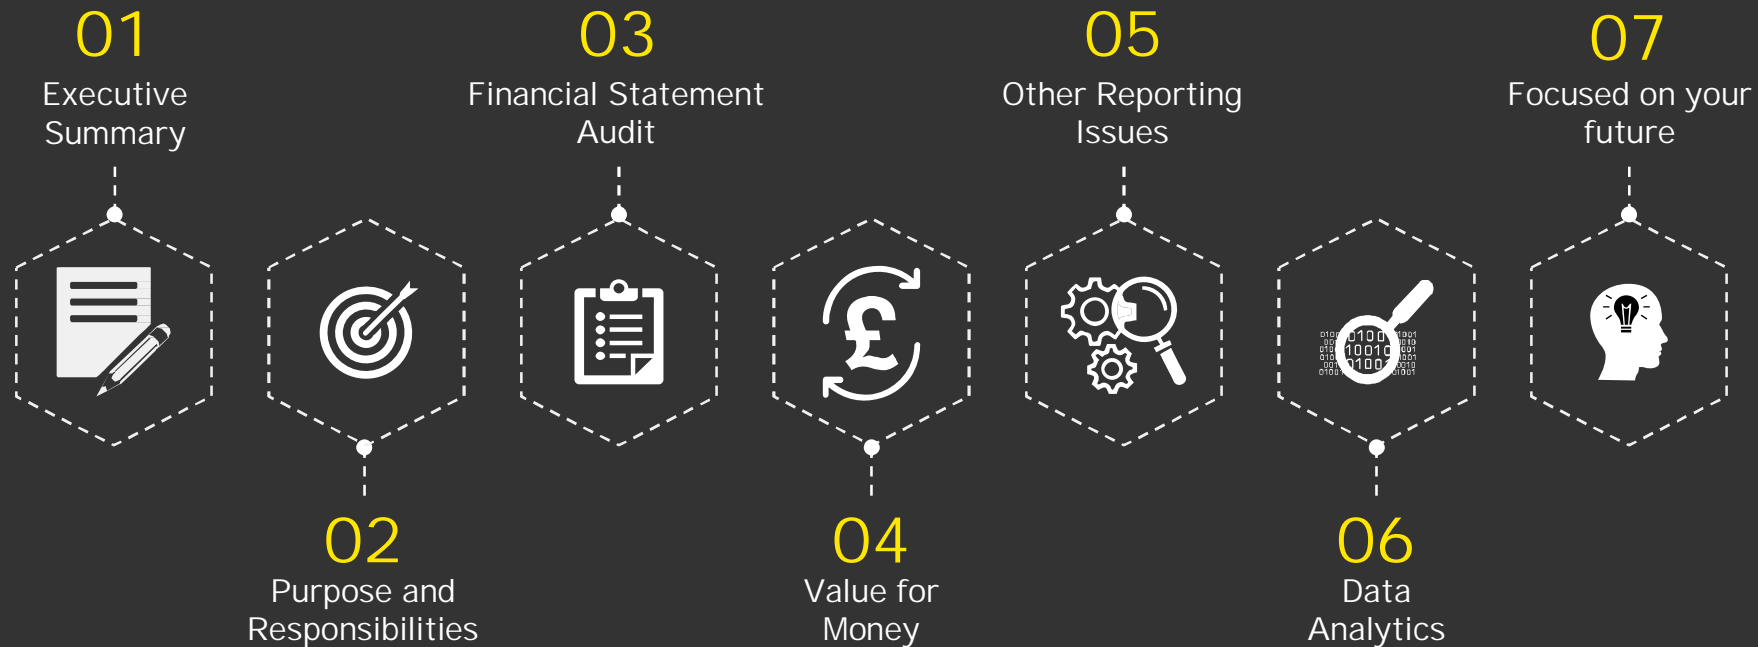 01
Executive
Summary
02
Purpose and
Responsibilities
03
Financial Statement
Audit
04
Value for
Money
05
Other Reporting
Issues
06
Data
Analytics
07
Focused on your
future
£